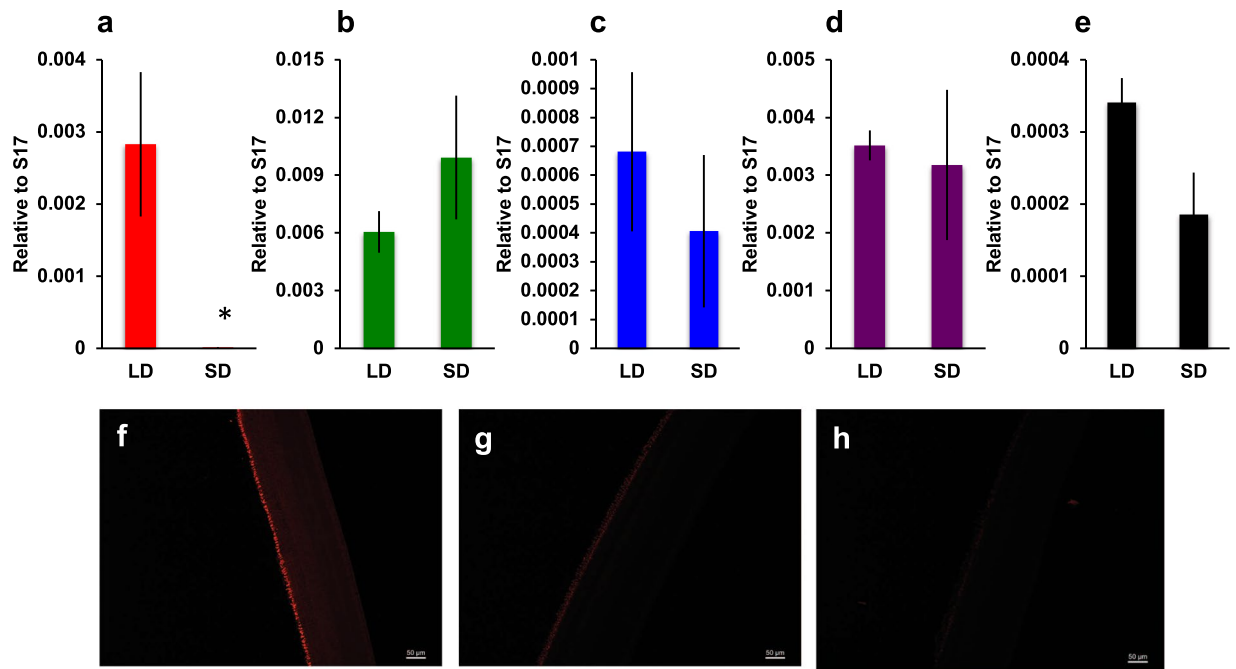 a
Relative to S17
0.004
0.003
0.002
0.001
0
*
LD SD
b
Relative to S17
0.015
0.012
0.009
0.006
0.003
0
LD SD
c
Relative to S17
0.001
0.0009
0.0008
0.0007
0.0006
0.0005
0.0004
0.0003
0.0002
0.0001
0
LD SD
d
Relative to S17
0.005
0.004
0.003
0.002
0.001
0
LD SD
e
Relative to S17
0.0004
0.0003
0.0002
0.0001
0
LD SD
f
50 µm
g
50 µm
h
50 µm